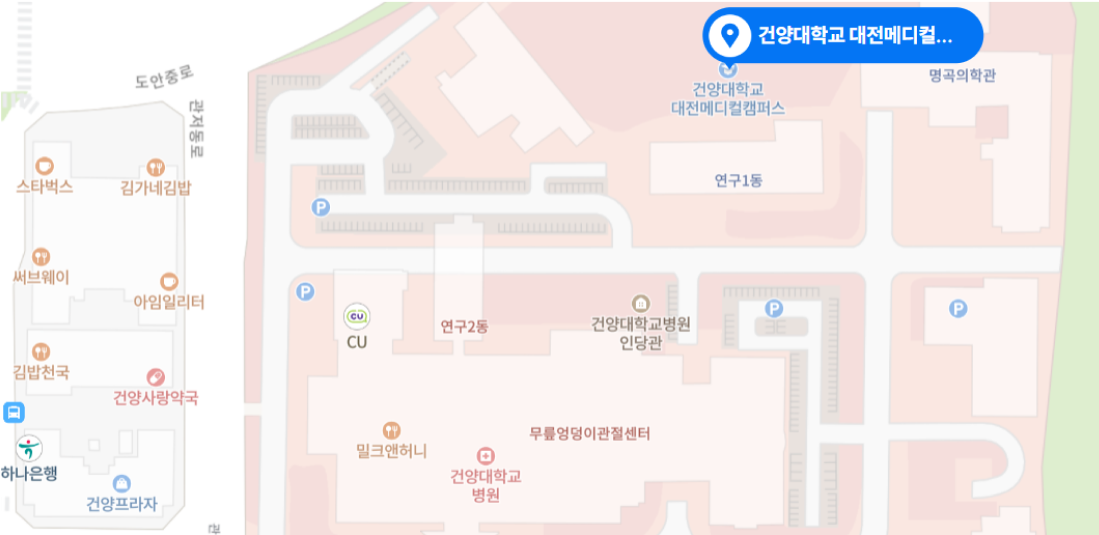 건양대학교 대전메디컬...
도안중로
관저동로
건양대학교
대전메디컬캠퍼스
명곡의학관
스타벅스
김가네김밥
연구1동
P
써브웨이
아임일리터
P
CU
CU
연구2동
건양대학교병원
인당관
P
P
김밥천국
건양사랑약국
밀크앤허니
무릎엉덩이관절센터
건양대학교
병원
하나은행
건양프라자
관